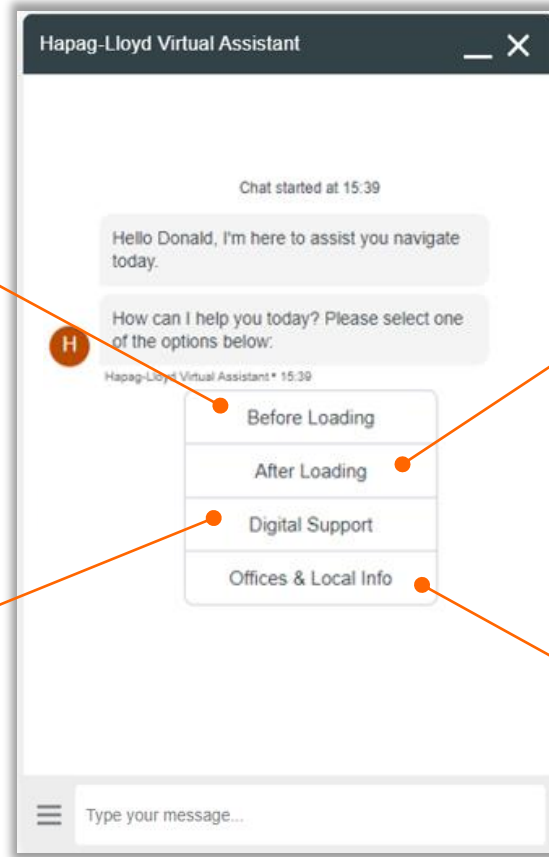 Hapag-Lloyd Virtual Assistant
Chat started at 15:39
Hello Donald, I'm here to assist you navigate
today.
How can I help you today? Please select one
of the options below:
H
Hapag-Lloyd Virtual Assistant • 15:39
Before Loading
After Loading
Digital Support
Offices & Local Info
Type your message...